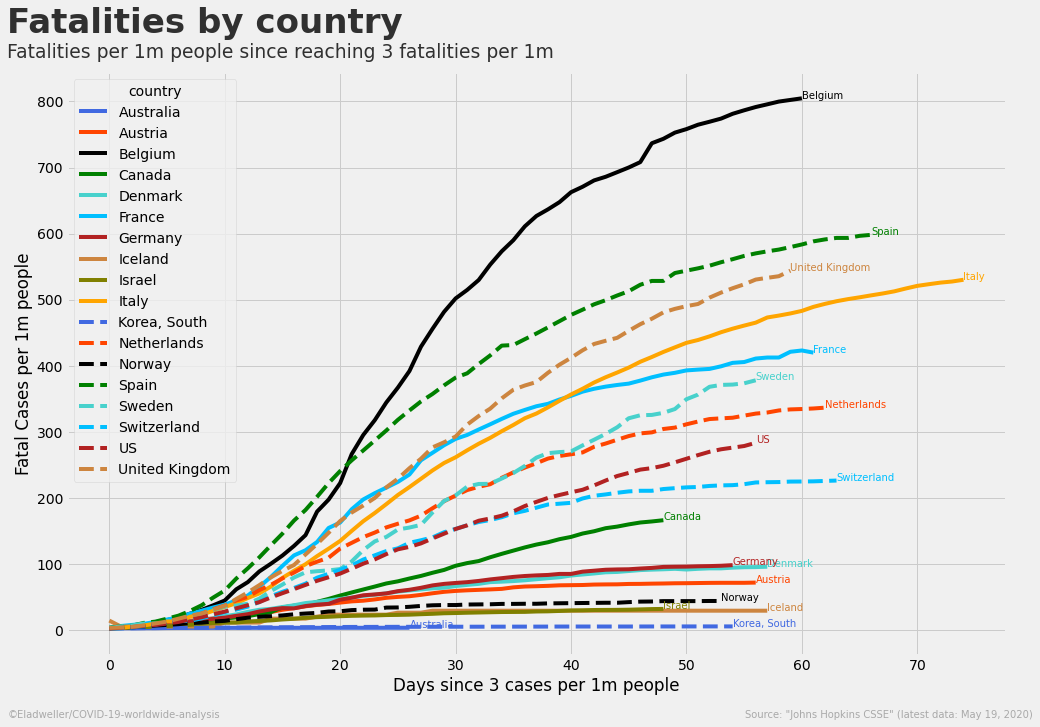 Fatalities by country
Fatalities per 1m people since reaching 3 fatalities per 1m
country
Australia
Austria
Belgium
Canada
Denmark
France
Germany
Iceland
Israel
Italy
Korea, South
Netherlands
Norway
Spain
Sweden
Switzerland
US
United Kingdom
Fatal Cases per 1m people
800
700
600
500
400
300
200
100
0
Belgium
Spain
United Kingdom
Italy
France
Sweden
Netherlands
US
Switzerland
Canada
Germany
Denmark
Austria
Norway
Israel
Iceland
Australia
Korea, South
0 10 20 30 40 50 60 70
Days since 3 cases per 1m people
©Eladweller/COVID-19-worldwide-analysis
Source: "Johns Hopkins CSSE" (latest data: May 19, 2020)